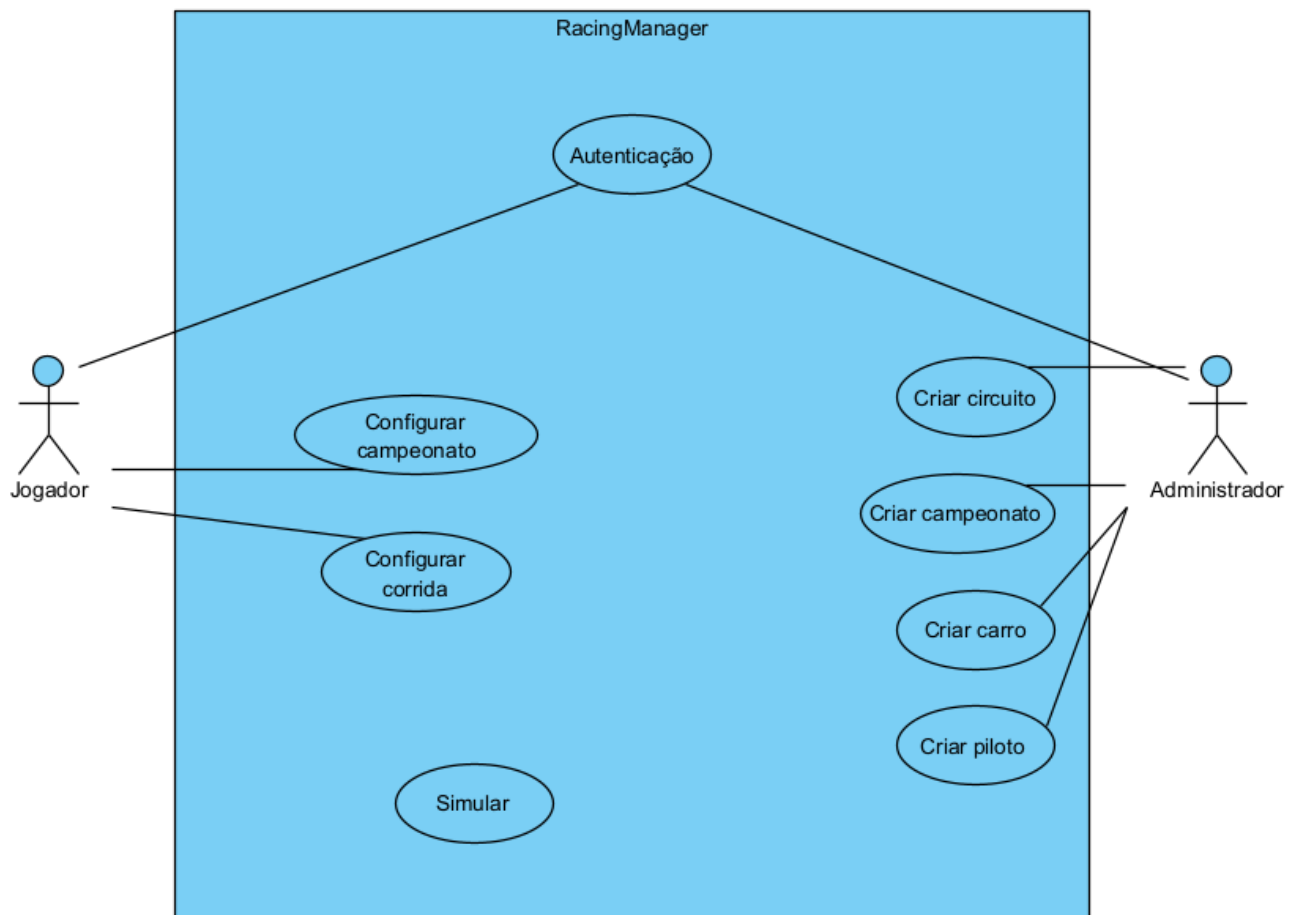 RacingManager
Autenticação
Criar circuito
Configurar
campeonato
Jogador
Administrador
Criar campeonato
Configurar
corrida
Criar carro
Criar piloto
Simular